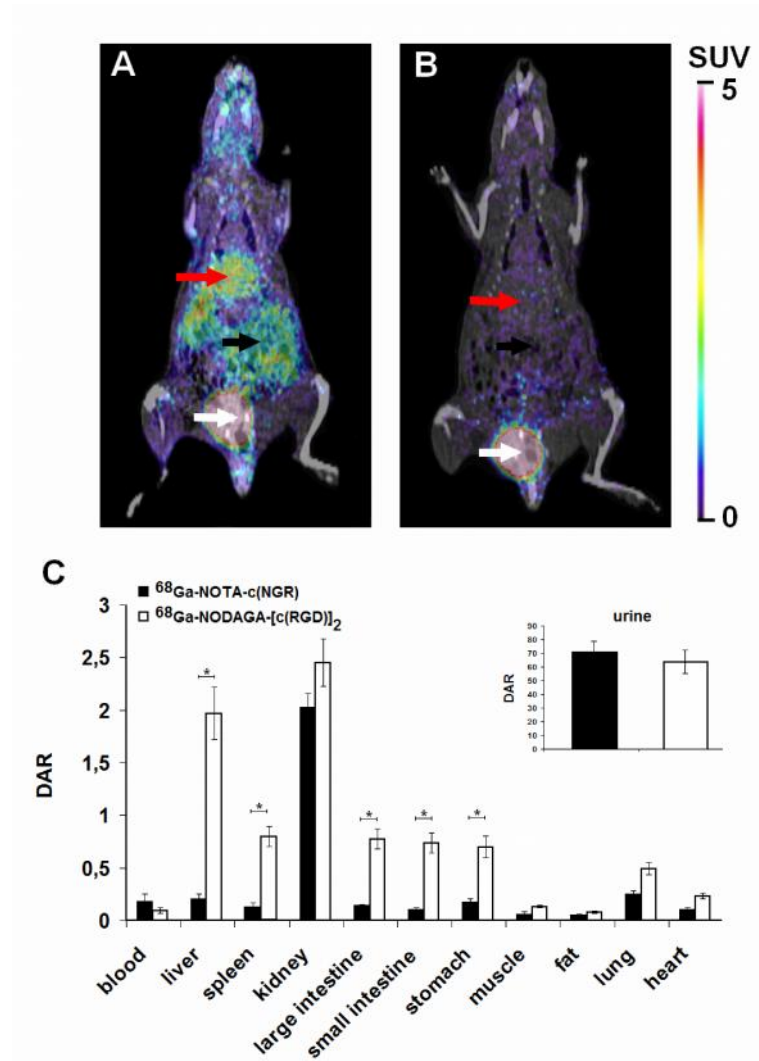 A
B
SUV
5
0
C
68Ga-NOTA-c(NGR)
68Ga-NODAGA-[c(RGD)]2
3
2,5
2
1,5
1
0,5
0
DAR
*
*
*
*
*
blood
liver
spleen
kidney
large intestine
small intestine
stomach
muscle
fat
lung
heart
urine
90
80
70
60
50
40
30
20
10
0
DAR